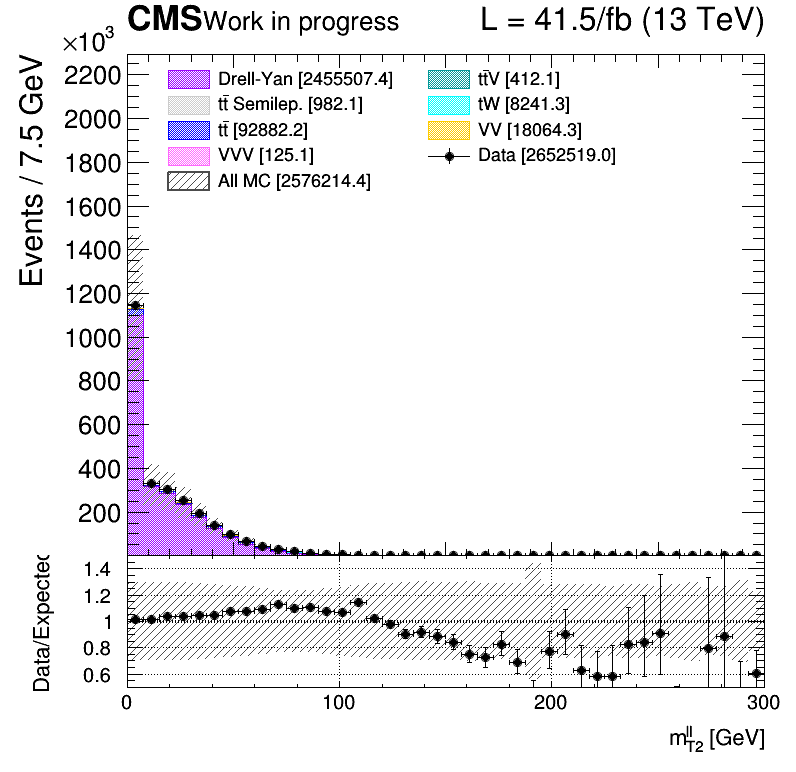 CMS Work in progress L = 41.5/fb (13 TeV)
×10³
Events / 7.5 GeV
2200
2000
1800
1600
1400
1200
1000
800
600
400
200
Drell-Yan [2455507.4]
tt̄ Semilep. [982.1]
tt̄ [92882.2]
VVV [125.1]
All MC [2576214.4]
tt̄V [412.1]
tW [8241.3]
VV [18064.3]
Data [2652519.0]
Data/Expected
1.4
1.2
1
0.8
0.6
0 100 200 300
m_T2^ll [GeV]